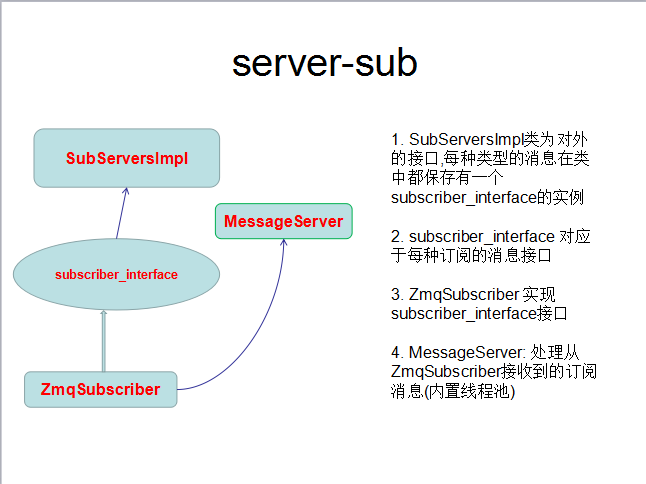 server-sub
SubServersImpl
MessageServer
subscriber_interface
ZmqSubscriber
1. SubServersImpl类为对外
的接口,每种类型的消息在类
中都保存有一个
subscriber_interface的实例
2. subscriber_interface 对应
于每种订阅的消息接口
3. ZmqSubscriber 实现
subscriber_interface接口
4. MessageServer: 处理从
ZmqSubscriber接收到的订阅
消息(内置线程池)